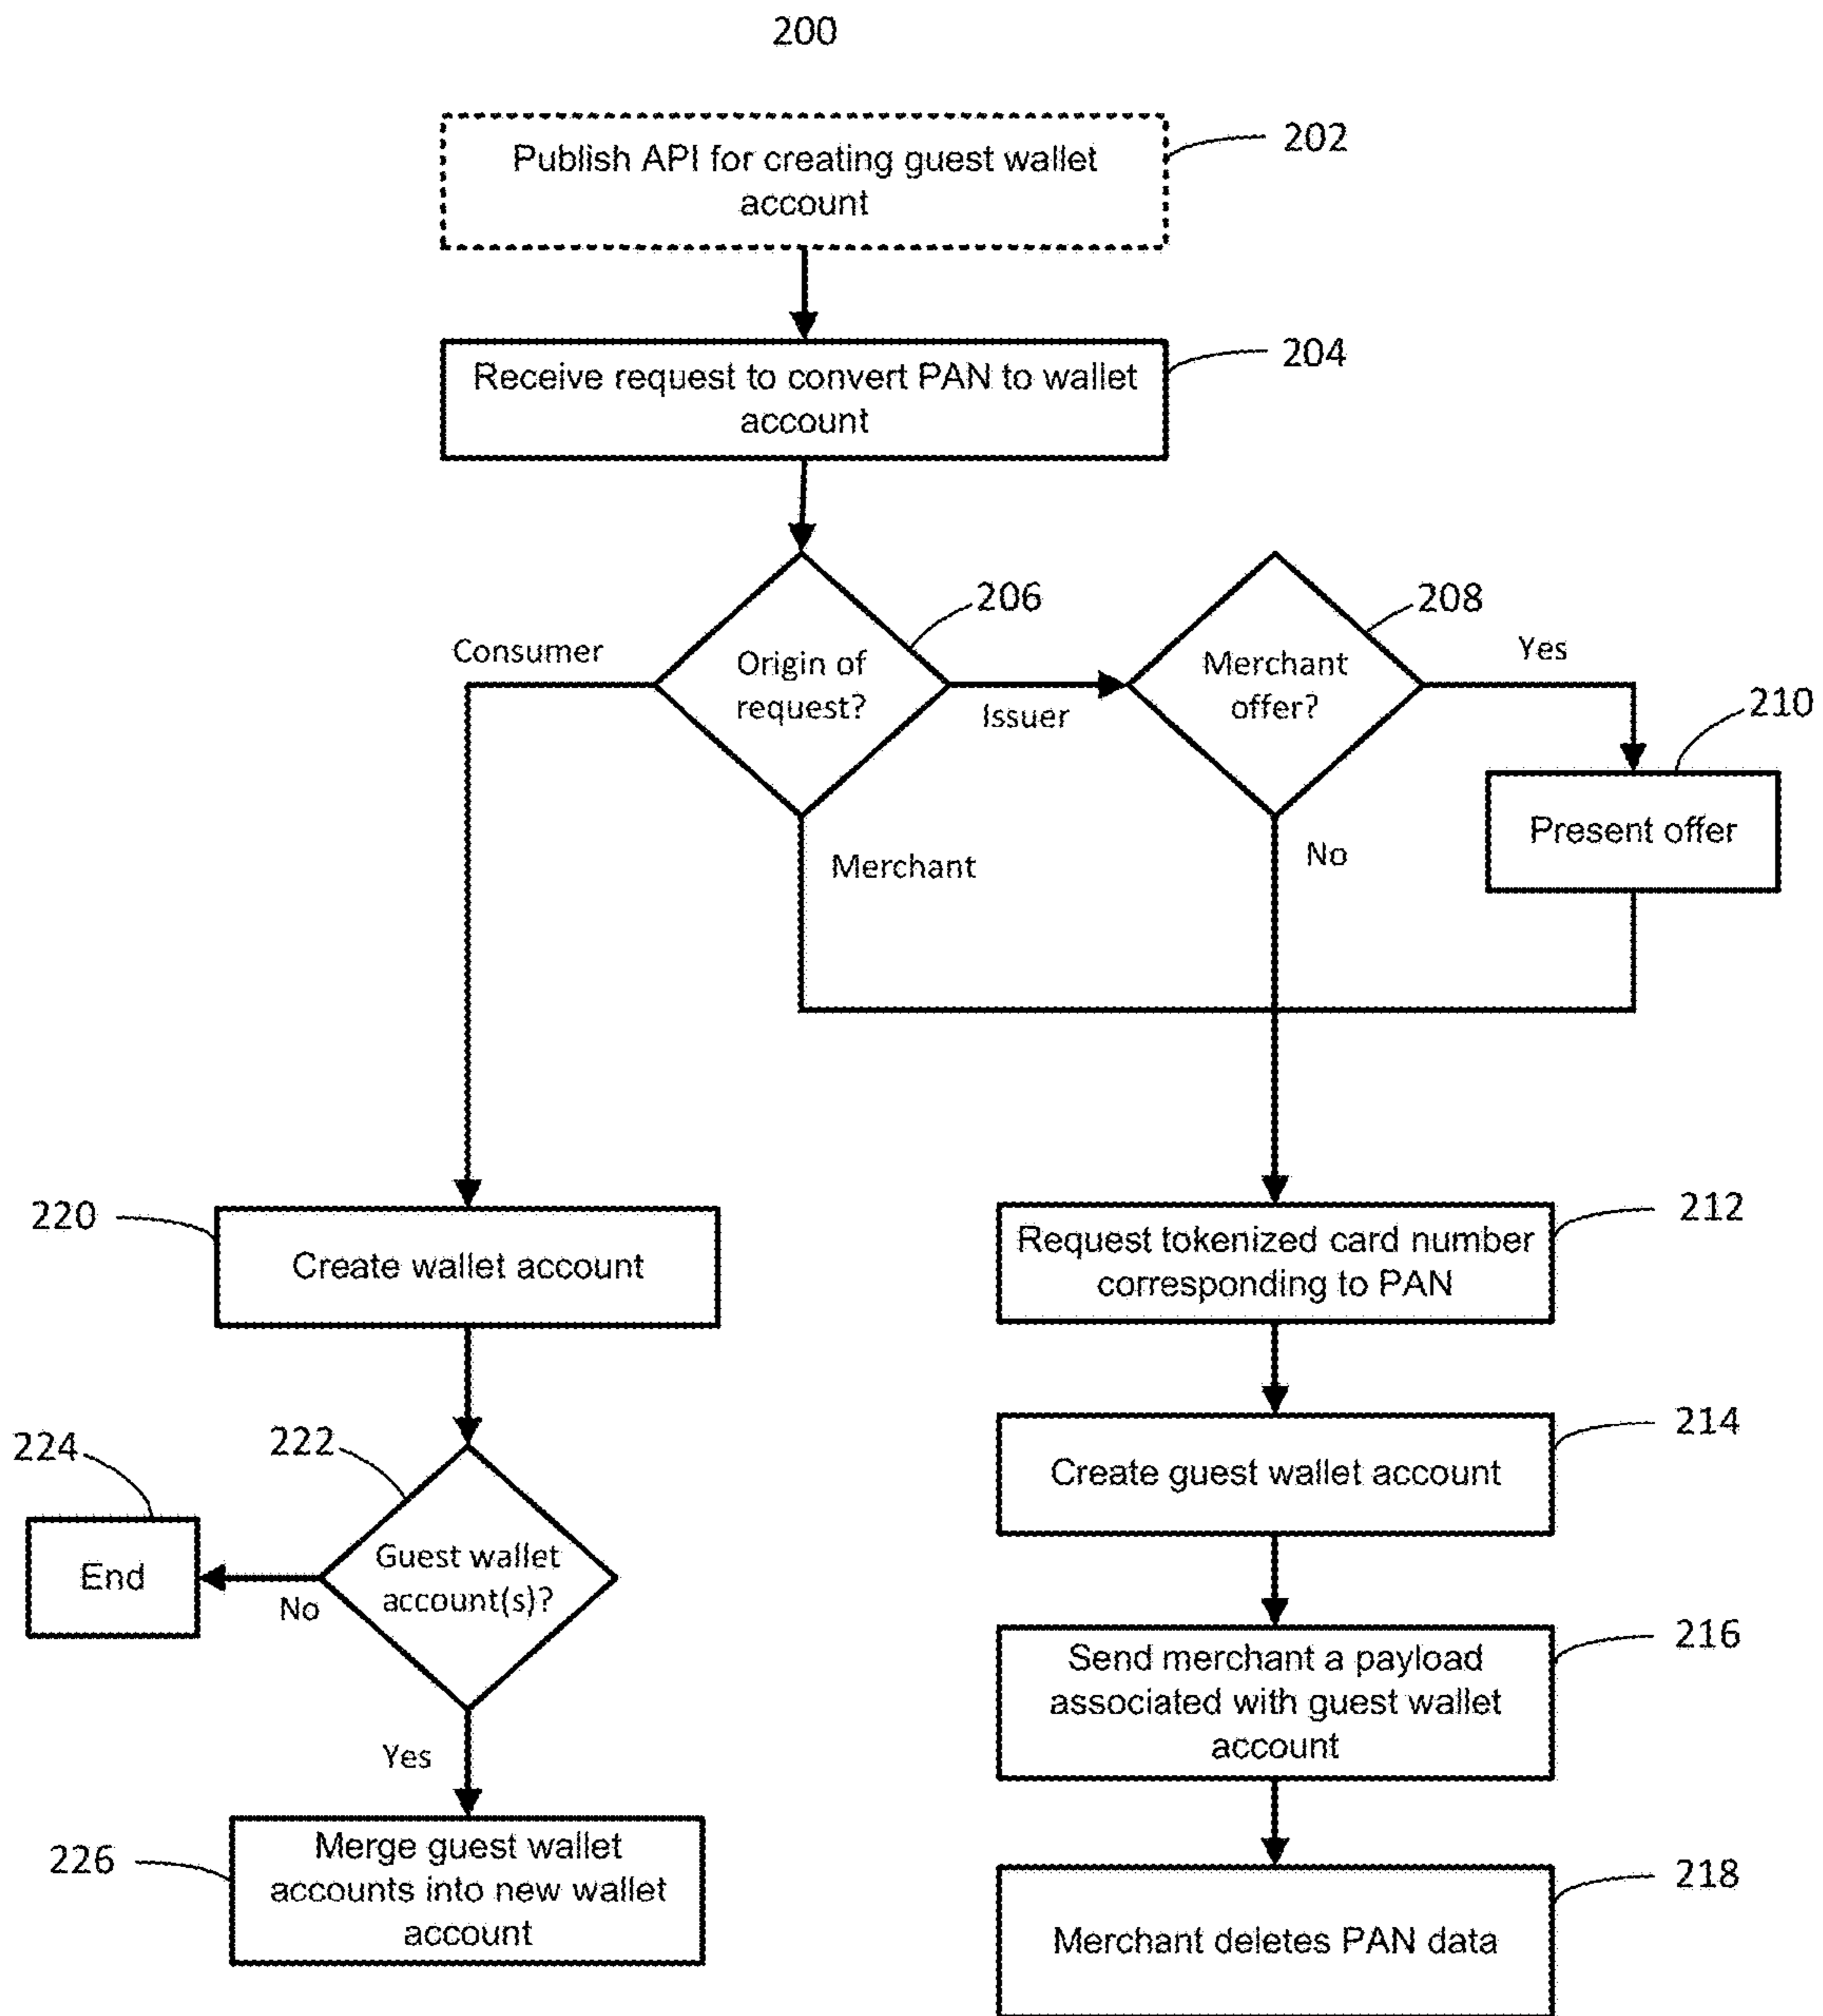 200
Publish API for creating guest wallet
account
202
Receive request to convert PAN to wallet
account
204
Origin of
request?
206
Consumer
Issuer
Merchant
Merchant
offer?
208
Yes
No
Present offer
210
220
Create wallet account
Request tokenized card number
corresponding to PAN
212
Create guest wallet account
214
224
222
Guest wallet
account(s)?
End
No
Yes
Send merchant a payload
associated with guest wallet
account
216
226
Merge guest wallet
accounts into new wallet
account
Merchant deletes PAN data
218